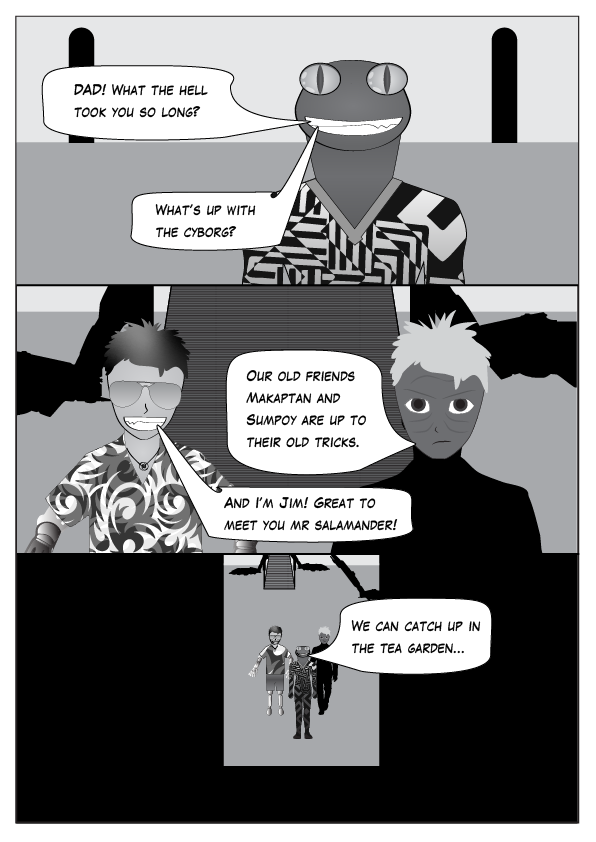 DAD! What the hell
took you so long?
What's up with
the cyborg?
Our old friends
Makaptan and
Sumpoy are up to
their old tricks.
And I'm Jim! Great to
meet you mr salamander!
We can catch up in
the tea garden...